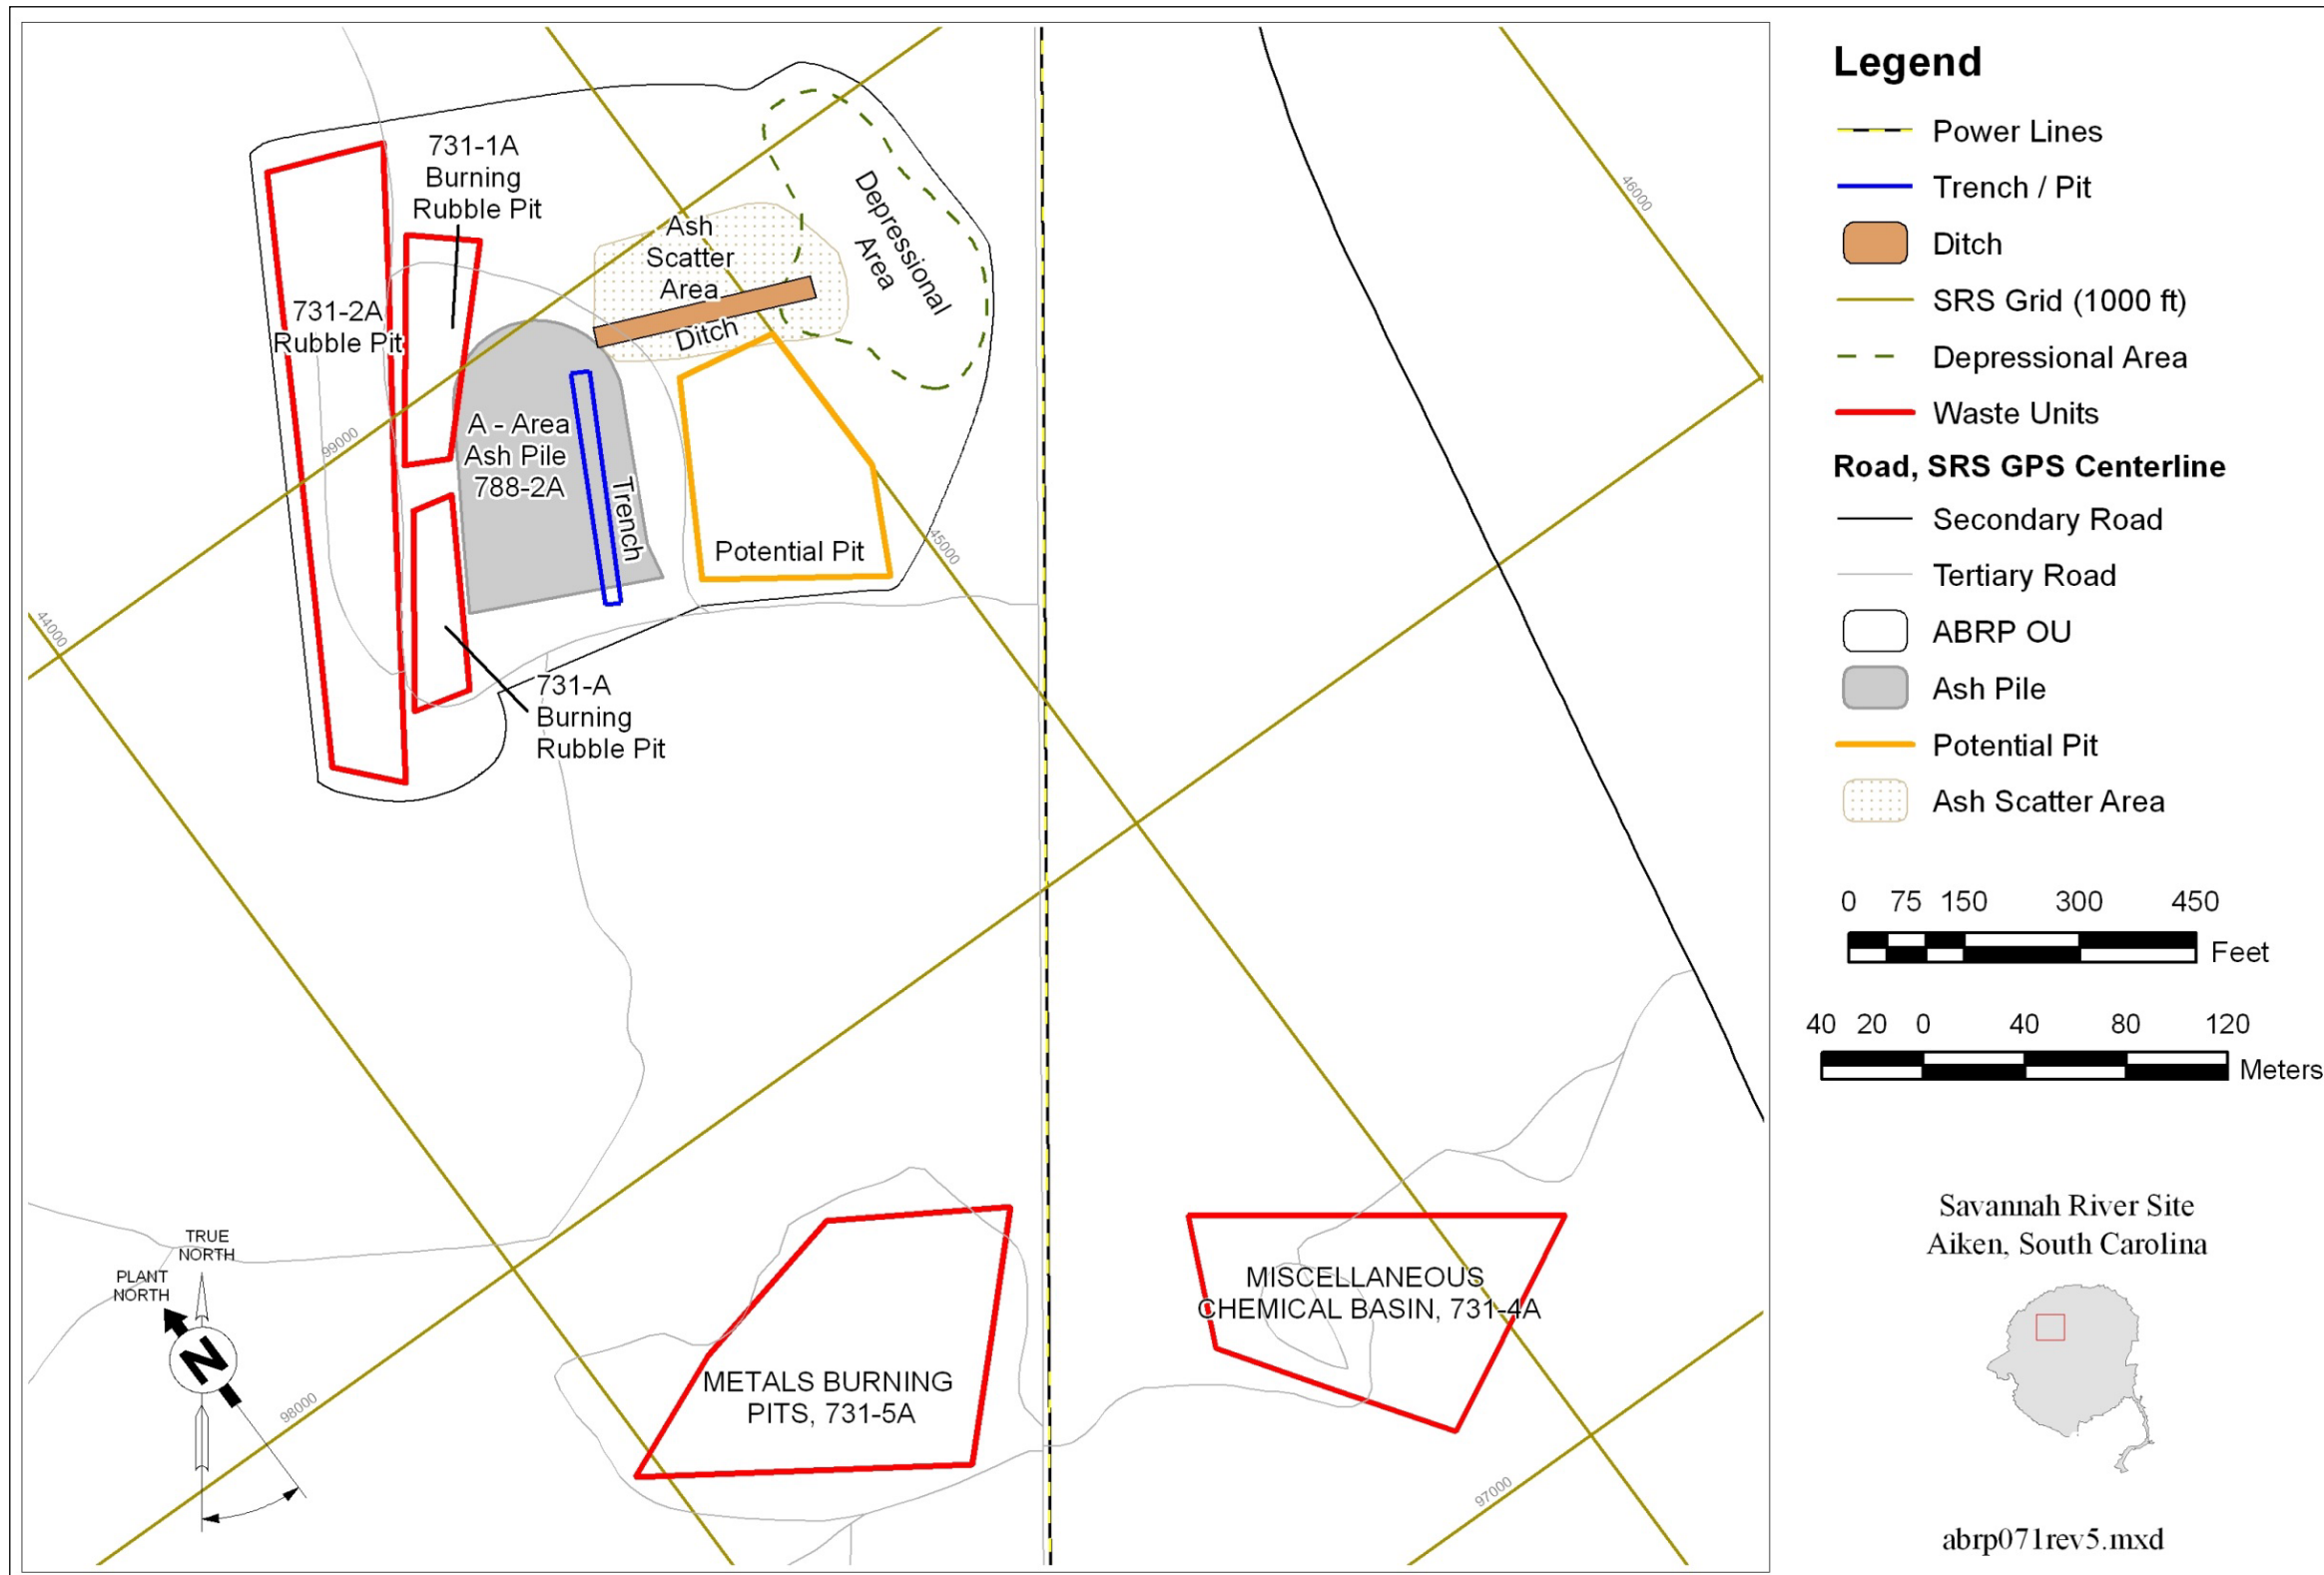 731-1A
Burning
Rubble Pit
731-2A
Rubble Pit
Ash
Scatter
Area
Ditch
Depressional
Area
A - Area
Ash Pile
788-2A
Trench
Potential Pit
731-A
Burning
Rubble Pit
46000
99000
45000
44000
98000
97000
TRUE
NORTH
PLANT
NORTH
N
METALS BURNING
PITS, 731-5A
MISCELLANEOUS
CHEMICAL BASIN, 731-4A
Legend
Power Lines
Trench / Pit
Ditch
SRS Grid (1000 ft)
Depressional Area
Waste Units
Road, SRS GPS Centerline
Secondary Road
Tertiary Road
ABRP OU
Ash Pile
Potential Pit
Ash Scatter Area
0 75 150 300 450
Feet
40 20 0 40 80 120
Meters
Savannah River Site
Aiken, South Carolina
abrp071rev5.mxd